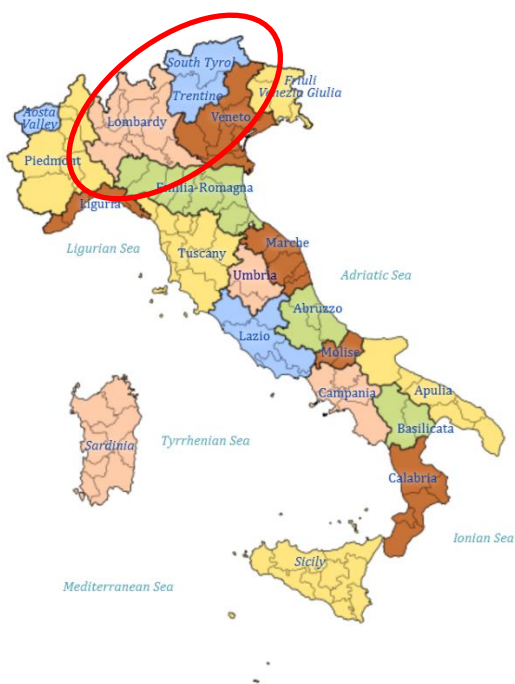 South Tyrol
Friuli
Venezia Giulia
Trentino
Aosta
Valley
Lombardy
Veneto
Piedmont
Emilia-Romagna
Liguria
Ligurian Sea
Tuscany
Marche
Umbria
Adriatic Sea
Abruzzo
Lazio
Molise
Campania
Apulia
Basilicata
Sardinia
Tyrrhenian Sea
Calabria
Ionian Sea
Sicily
Mediterranean Sea